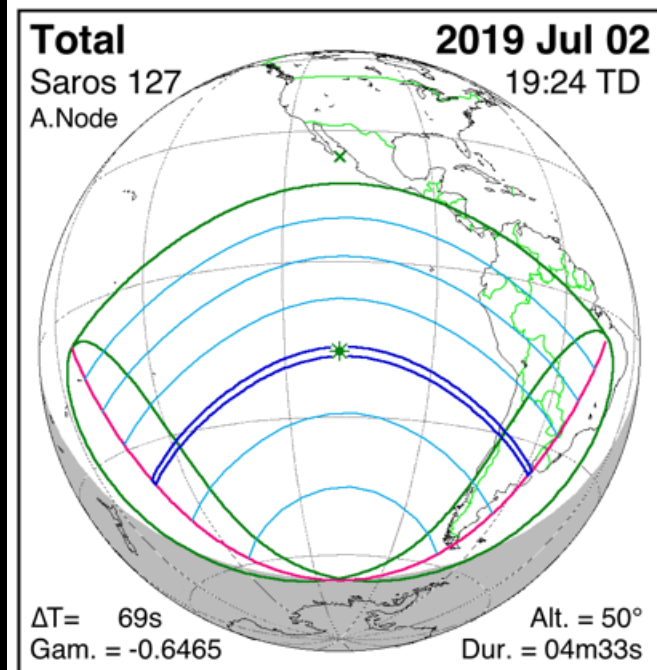 Total
2019 Jul 02
Saros 127
19:24 TD
A.Node
ΔT= 69s
Alt. = 50°
Gam. = -0.6465
Dur. = 04m33s